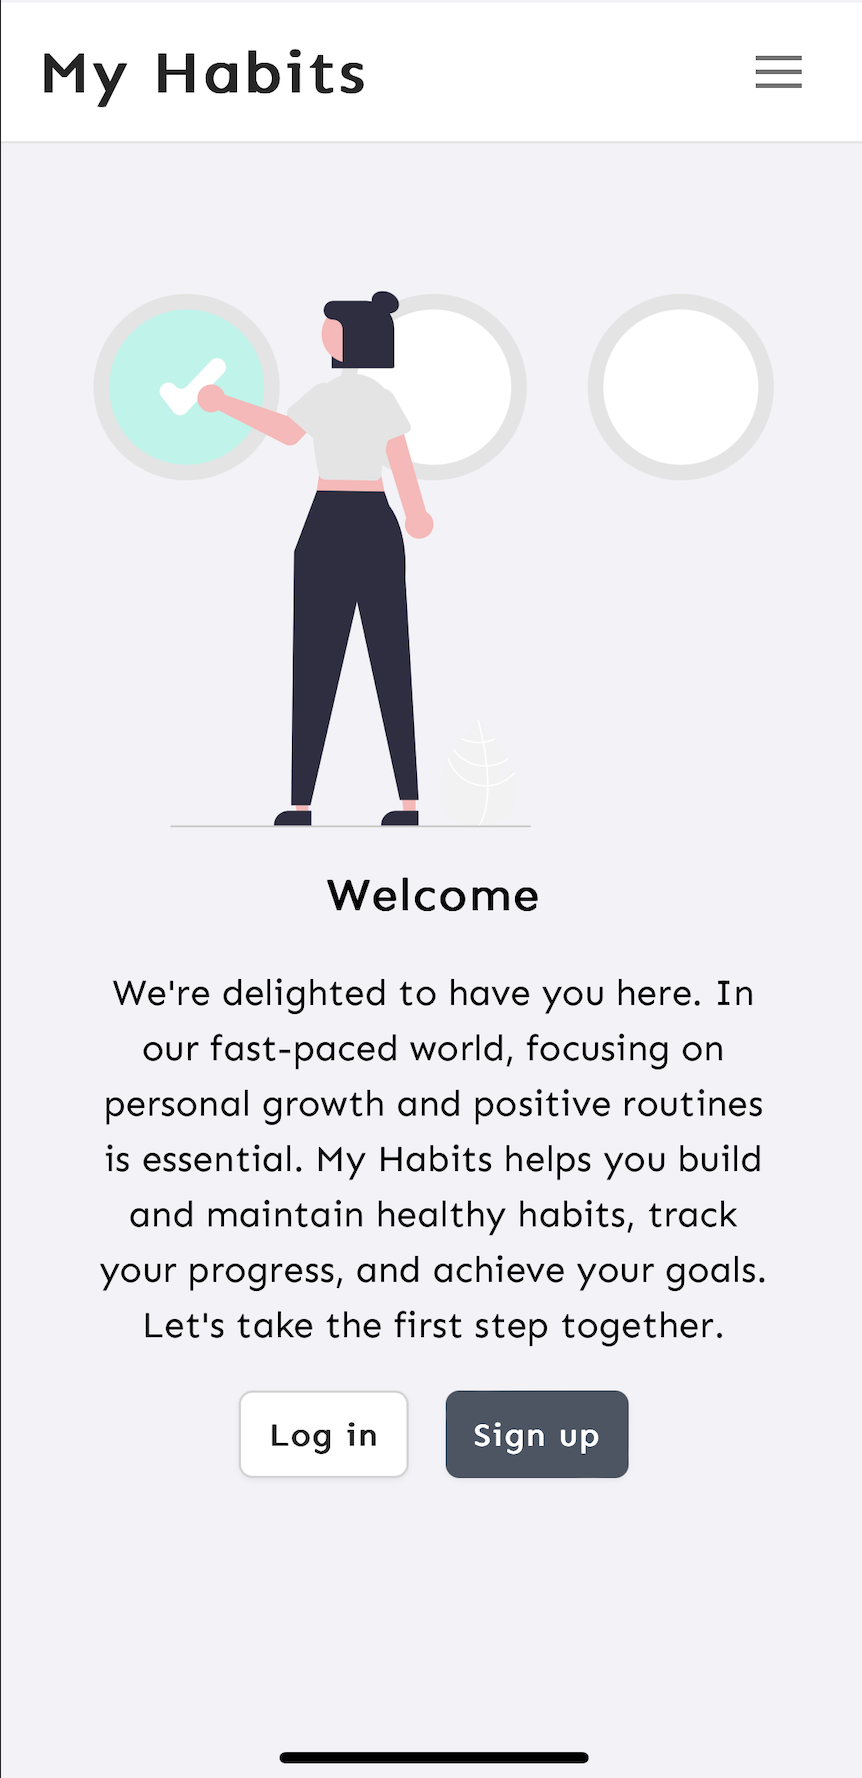 My Habits
Welcome
We're delighted to have you here. In
our fast-paced world, focusing on
personal growth and positive routines
is essential. My Habits helps you build
and maintain healthy habits, track
your progress, and achieve your goals.
Let's take the first step together.
Log in
Sign up